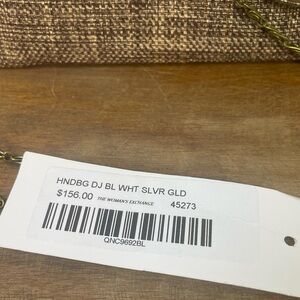 HNDBG DJ BL WHT SLVR GLD
$156.00 THE WOMAN'S EXCHANGE 45273
QNC9692BL